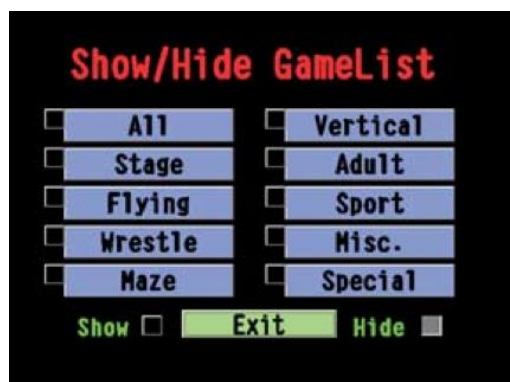 Show/Hide GameList
All Vertical
Stage Adult
Flying Sport
Wrestle Misc.
Maze Special
Show Exit Hide